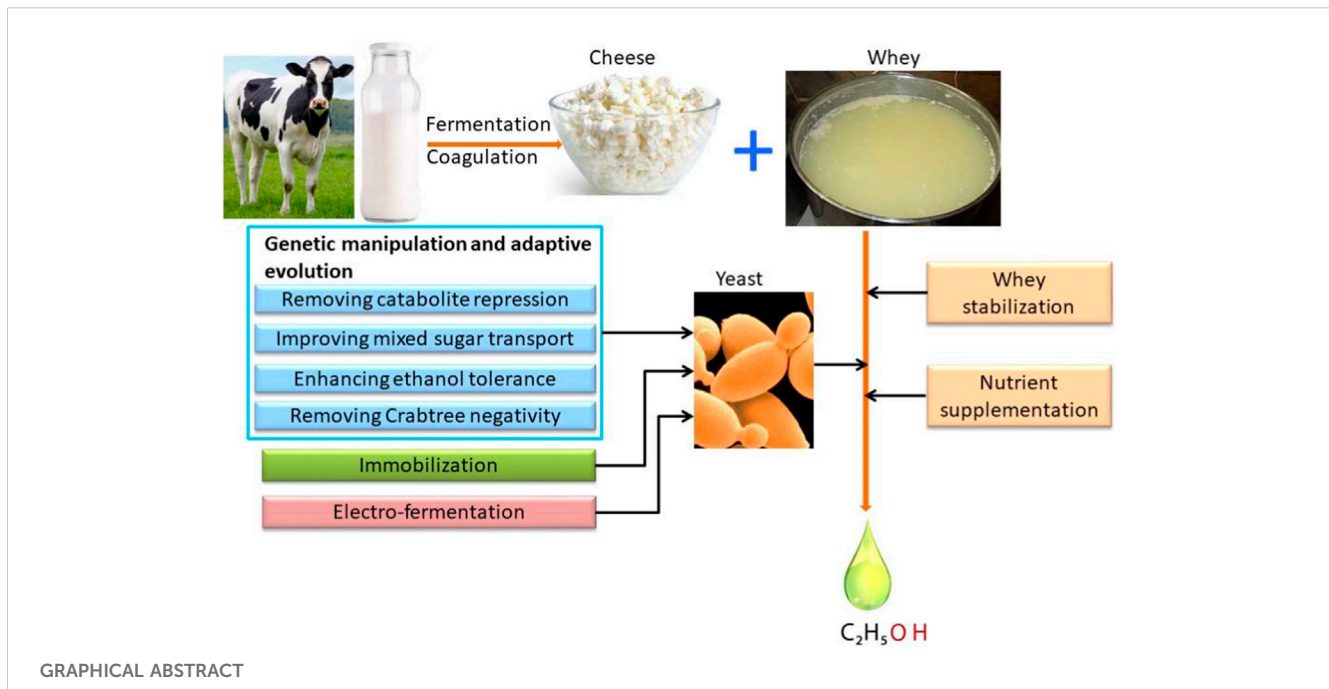 Cheese
Whey
Fermentation
Coagulation
Genetic manipulation and adaptive
evolution
Removing catabolite repression
Improving mixed sugar transport
Enhancing ethanol tolerance
Removing Crabtree negativity
Immobilization
Electro-fermentation
Yeast
Whey
stabilization
Nutrient
supplementation
C₂H₅O H
GRAPHICAL ABSTRACT